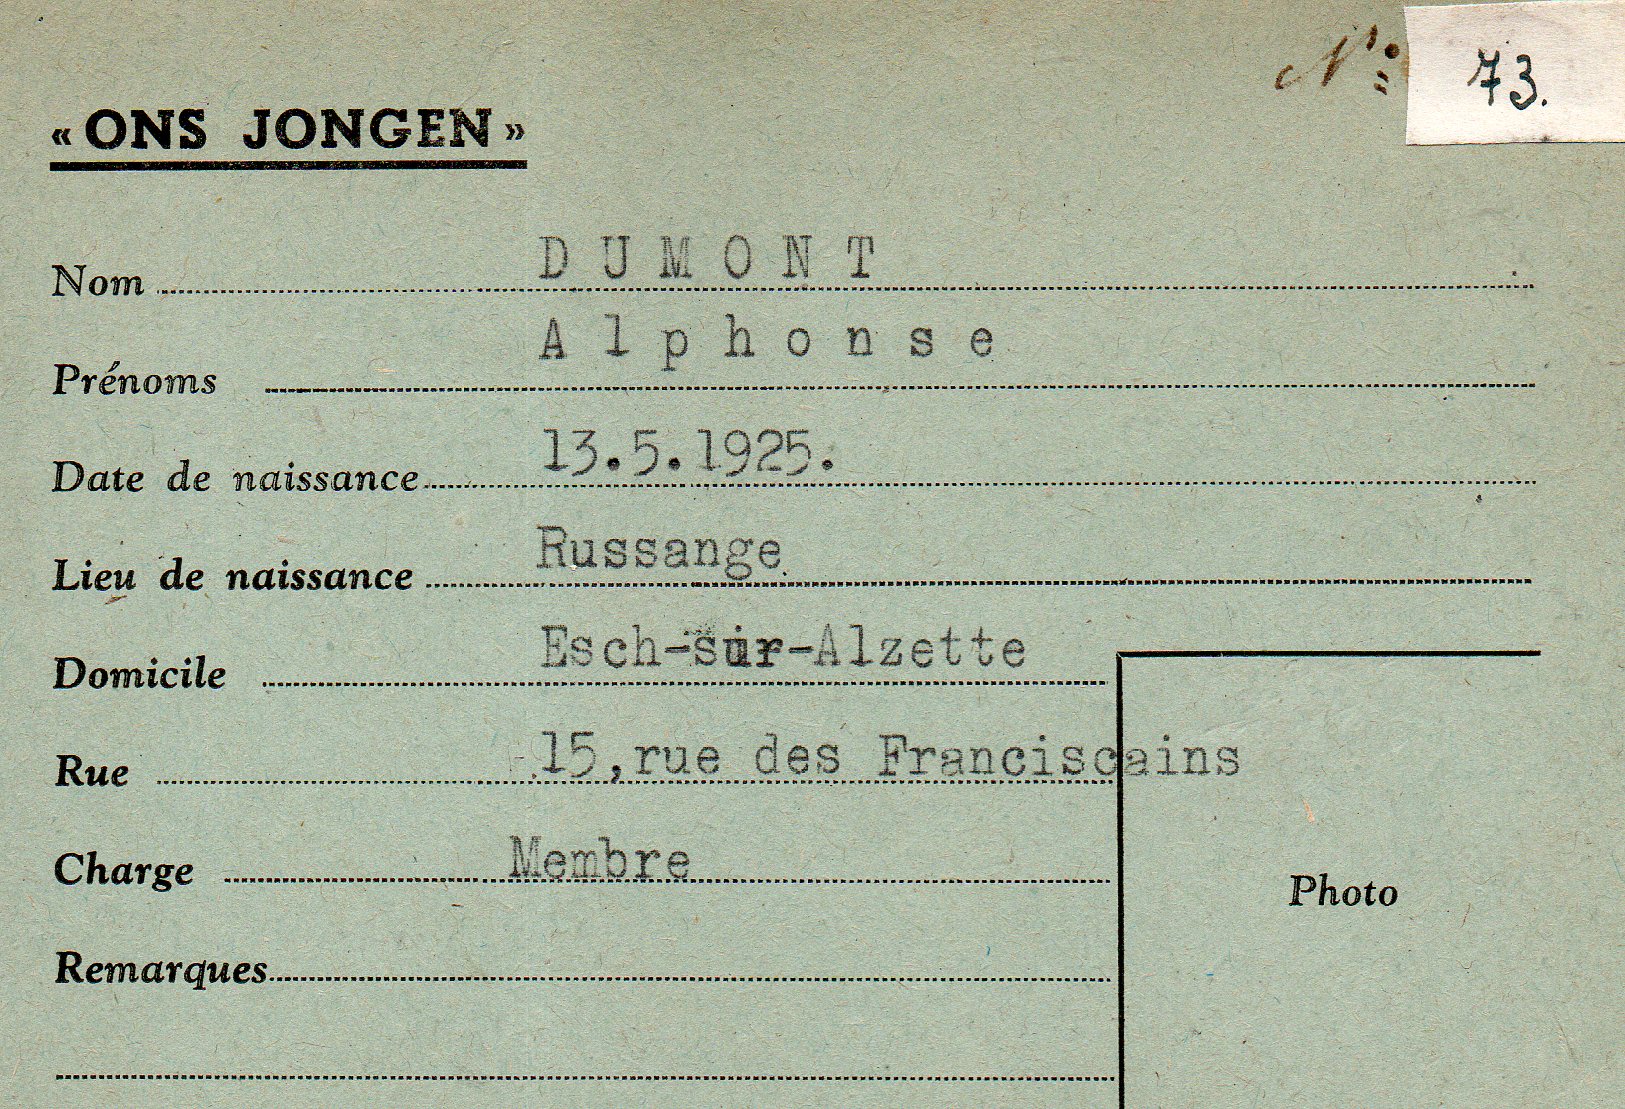 N° 73.
« ONS JONGEN »
Nom DUMONT
Prénoms Alphonse
Date de naissance 13.5.1925.
Lieu de naissance Russange
Domicile Esch-sur-Alzette
Rue 15,rue des Franciscains
Charge Membre
Photo
Remarques